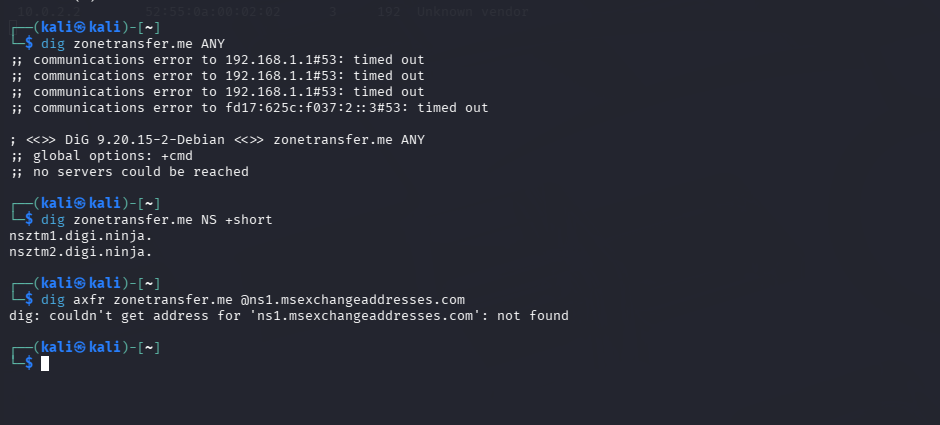 10.0.2.2 52:55:0a:00:02:02 3 192 Unknown vendor
┌──(kali㉿kali)-[~]
└─$ dig zonetransfer.me ANY
;; communications error to 192.168.1.1#53: timed out
;; communications error to 192.168.1.1#53: timed out
;; communications error to 192.168.1.1#53: timed out
;; communications error to fd17:625c:f037:2::3#53: timed out
; <<>> DiG 9.20.15-2-Debian <<>> zonetransfer.me ANY
;; global options: +cmd
;; no servers could be reached
┌──(kali㉿kali)-[~]
└─$ dig zonetransfer.me NS +short
nsztm1.digi.ninja.
nsztm2.digi.ninja.
┌──(kali㉿kali)-[~]
└─$ dig axfr zonetransfer.me @ns1.msexchangeaddresses.com
dig: couldn't get address for 'ns1.msexchangeaddresses.com': not found
┌──(kali㉿kali)-[~]
└─$